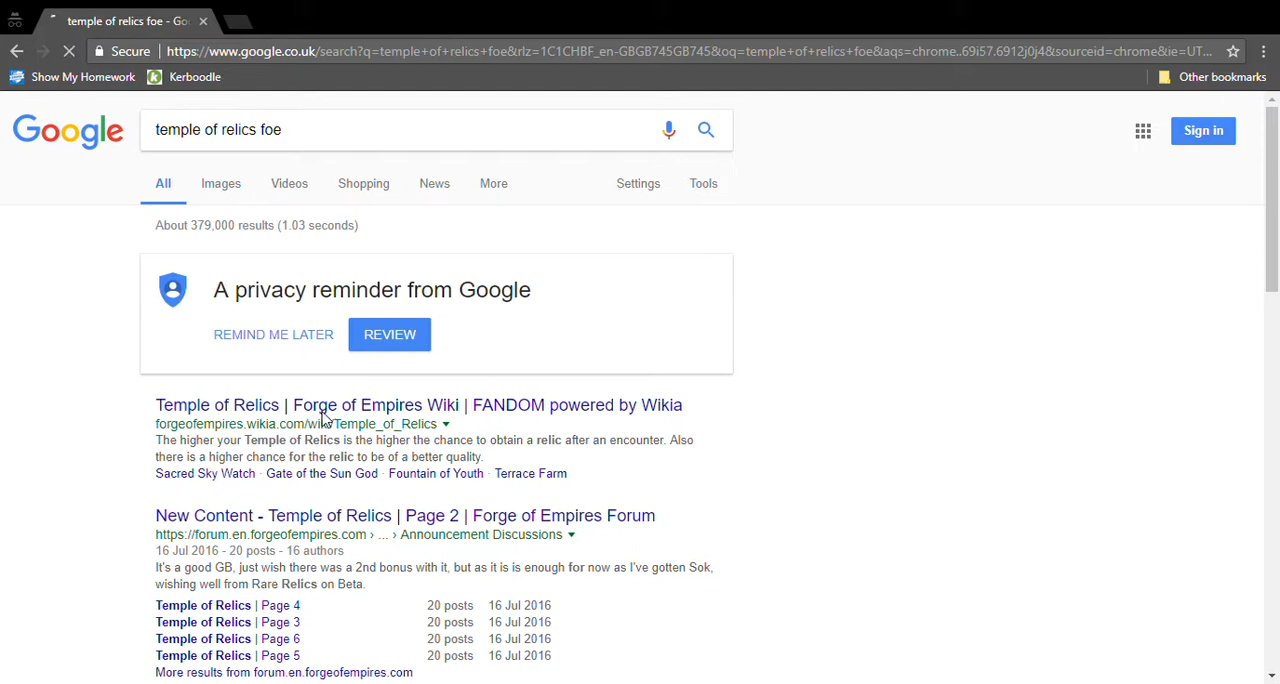 temple of relics foe - Go
Secure https://www.google.co.uk/search?q=temple+of+relics+foe&rlz=1C1CHBF_en-GBGB745GB745&oq=temple+of+relics+foe&aqs=chrome..69i57.6912j0j4&sourceid=chrome&ie=UT...
Show My Homework Kerboodle Other bookmarks
Google temple of relics foe Sign in
All Images Videos Shopping News More Settings Tools
About 379,000 results (1.03 seconds)
A privacy reminder from Google
REMIND ME LATER REVIEW
Temple of Relics | Forge of Empires Wiki | FANDOM powered by Wikia
forgeofempires.wikia.com/wiki/Temple_of_Relics
The higher your Temple of Relics is the higher the chance to obtain a relic after an encounter. Also
there is a higher chance for the relic to be of a better quality.
Sacred Sky Watch · Gate of the Sun God · Fountain of Youth · Terrace Farm
New Content - Temple of Relics | Page 2 | Forge of Empires Forum
https://forum.en.forgeofempires.com › ... › Announcement Discussions
16 Jul 2016 - 20 posts - 16 authors
It's a good GB, just wish there was a 2nd bonus with it, but as it is is enough for now as I've gotten Sok,
wishing well from Rare Relics on Beta.
Temple of Relics | Page 4 20 posts 16 Jul 2016
Temple of Relics | Page 3 20 posts 16 Jul 2016
Temple of Relics | Page 6 20 posts 16 Jul 2016
Temple of Relics | Page 5 20 posts 16 Jul 2016
More results from forum.en.forgeofempires.com